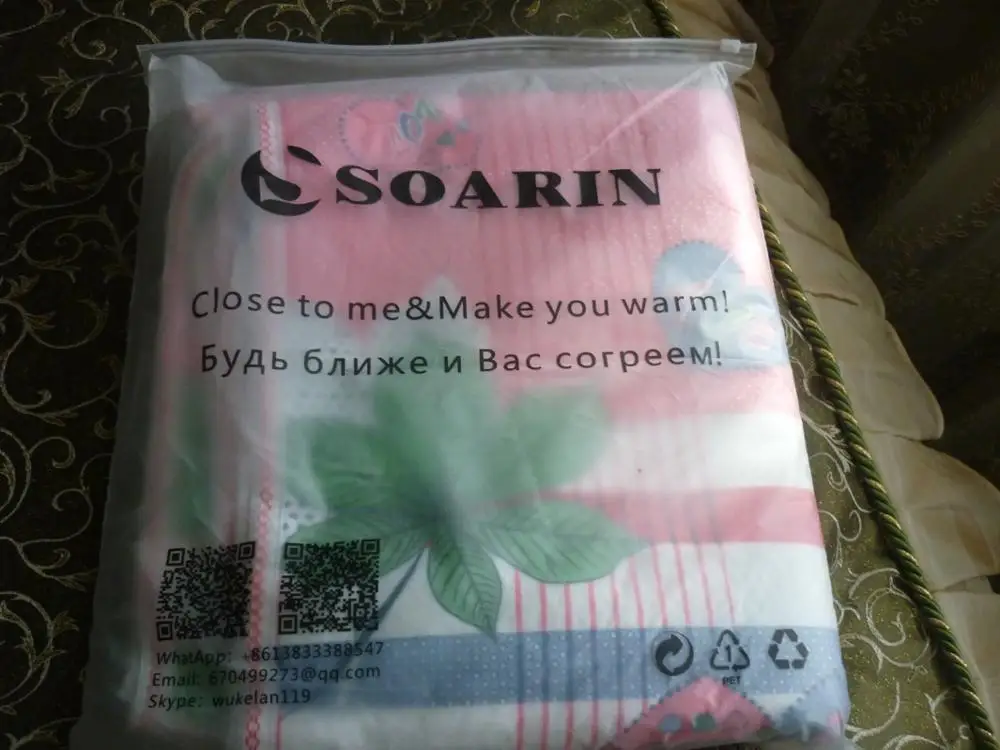 SOARIN
Close to me&Make you warm!
Будь ближе и Вас согреем!
WhatApp: +8613833388547
Email: 670499273@qq.com
Skype: wukelan119
1
PET